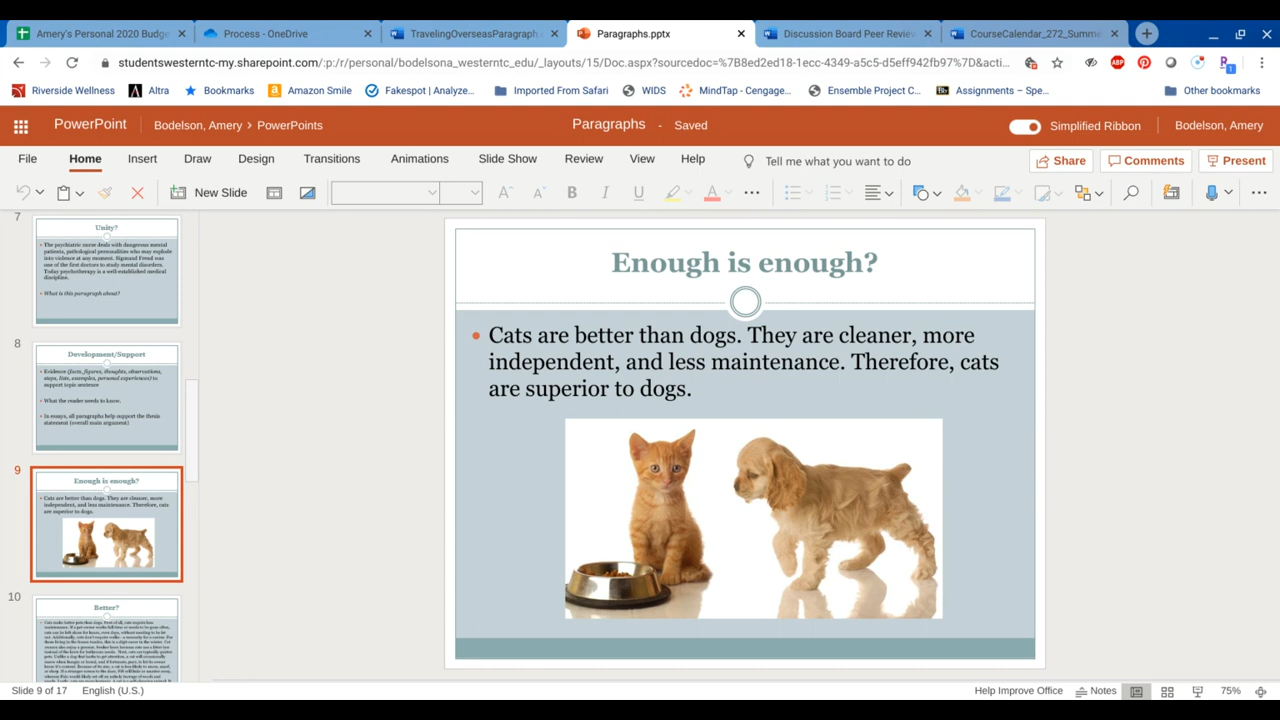 Amery's Personal 2020 Budge
Process - OneDrive
TravelingOverseasParagraph
Paragraphs.pptx
Discussion Board Peer Review
CourseCalendar_272_Summe
studentswesterntc-my.sharepoint.com/:p:/r/personal/bodelsona_westerntc_edu/_layouts/15/Doc.aspx?sourcedoc=%7B8ed2ed18-1ecc-4349-a5c5-d5eff942fb97%7D&acti...
Riverside Wellness
Altra
Bookmarks
Amazon Smile
Fakespot | Analyze...
Imported From Safari
WIDS
MindTap - Cengage...
Ensemble Project C...
Assignments – Spe...
Other bookmarks
PowerPoint
Bodelson, Amery > PowerPoints
Paragraphs - Saved
Simplified Ribbon
Bodelson, Amery
File Home Insert Draw Design Transitions Animations Slide Show Review View Help
Tell me what you want to do
Share
Comments
Present
New Slide
7
Unity?
The psychiatric nurse deals with dangerous mental
patients, pathological personalities who may explode
into violence at any moment. Sigmund Freud was
one of the first doctors to study mental disorders.
Today psychotherapy is a well-established medical
discipline.
What is this paragraph about?
8
Development/Support
Evidence (facts, figures, thoughts, observations,
steps, lists, examples, personal experiences) to
support topic sentence
What the reader needs to know.
In essays, all paragraphs help support the thesis
statement (overall main argument)
9
Enough is enough?
Cats are better than dogs. They are cleaner, more
independent, and less maintenance. Therefore, cats
are superior to dogs.
10
Better?
Enough is enough?
Cats are better than dogs. They are cleaner, more
independent, and less maintenance. Therefore, cats
are superior to dogs.
Slide 9 of 17
English (U.S.)
Help Improve Office
Notes
75%